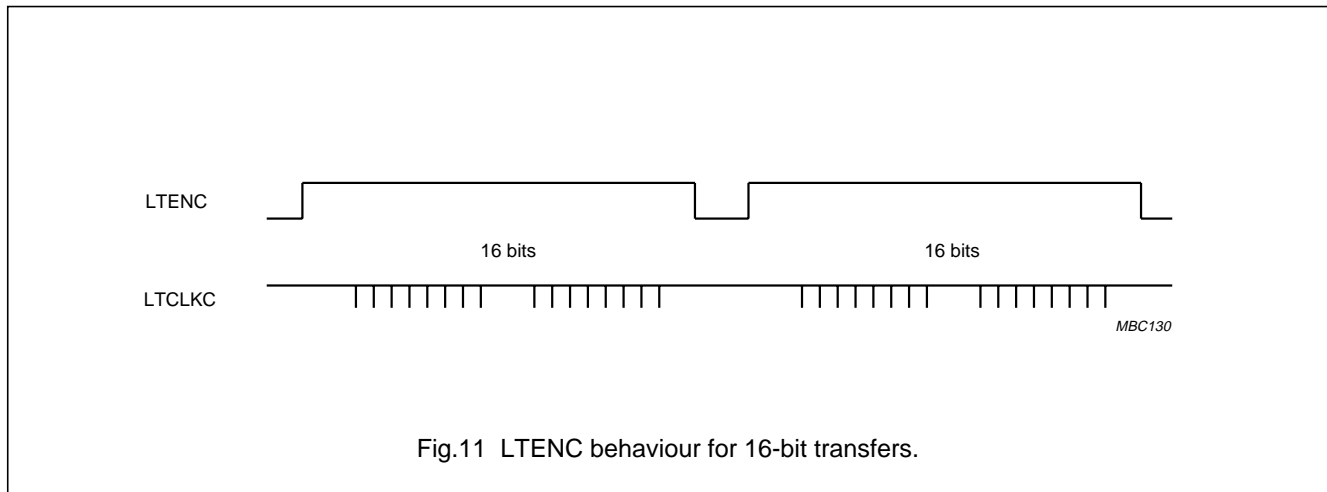 LTENC
16 bits 16 bits
LTCLKC
MBC130
Fig.11 LTENC behaviour for 16-bit transfers.